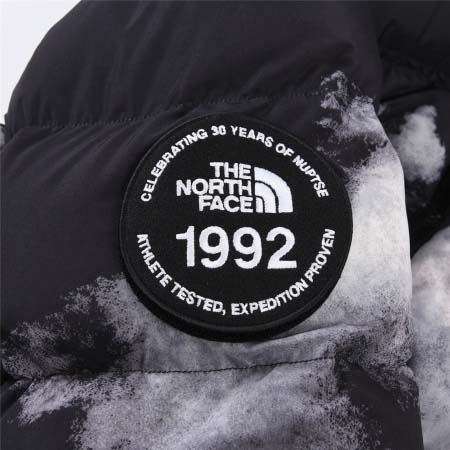 CELEBRATING 30 YEARS OF NUPTSE
THE
NORTH
FACE
1992
ATHLETE TESTED, EXPEDITION PROVEN